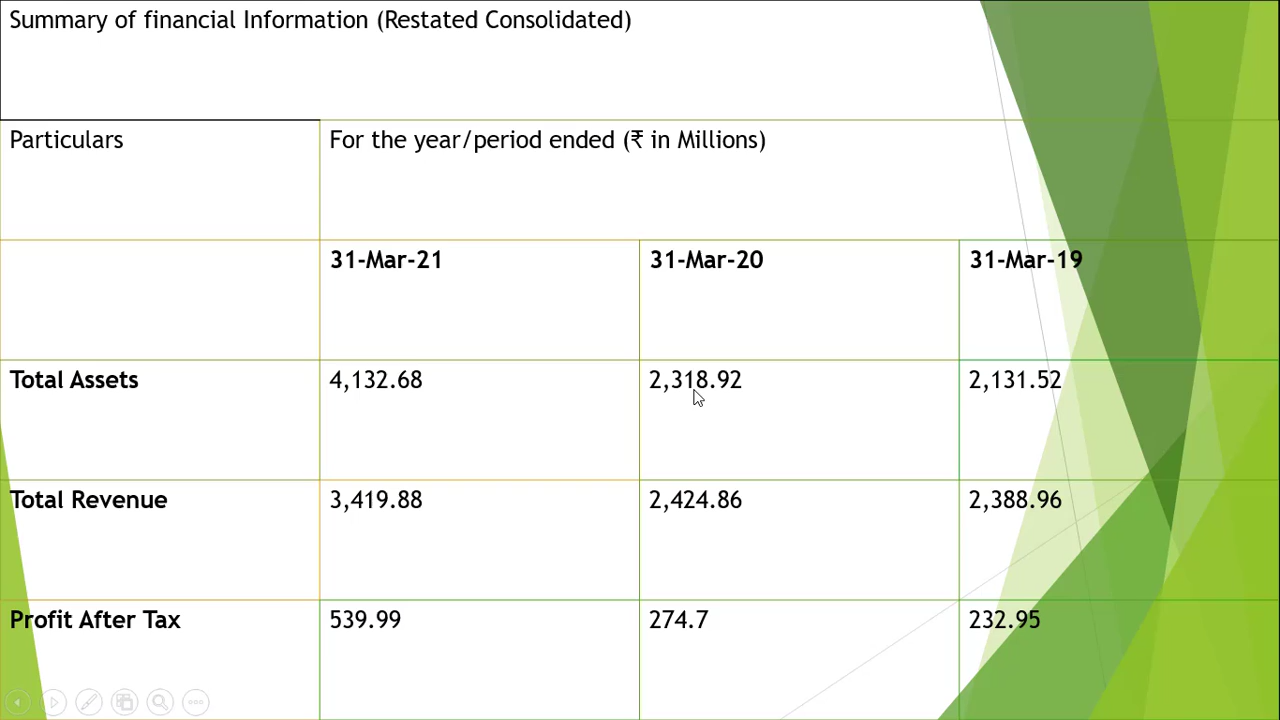 Summary of financial Information (Restated Consolidated)
Particulars For the year/period ended (₹ in Millions)
31-Mar-21 31-Mar-20 31-Mar-19
Total Assets 4,132.68 2,318.92 2,131.52
Total Revenue 3,419.88 2,424.86 2,388.96
Profit After Tax 539.99 274.7 232.95